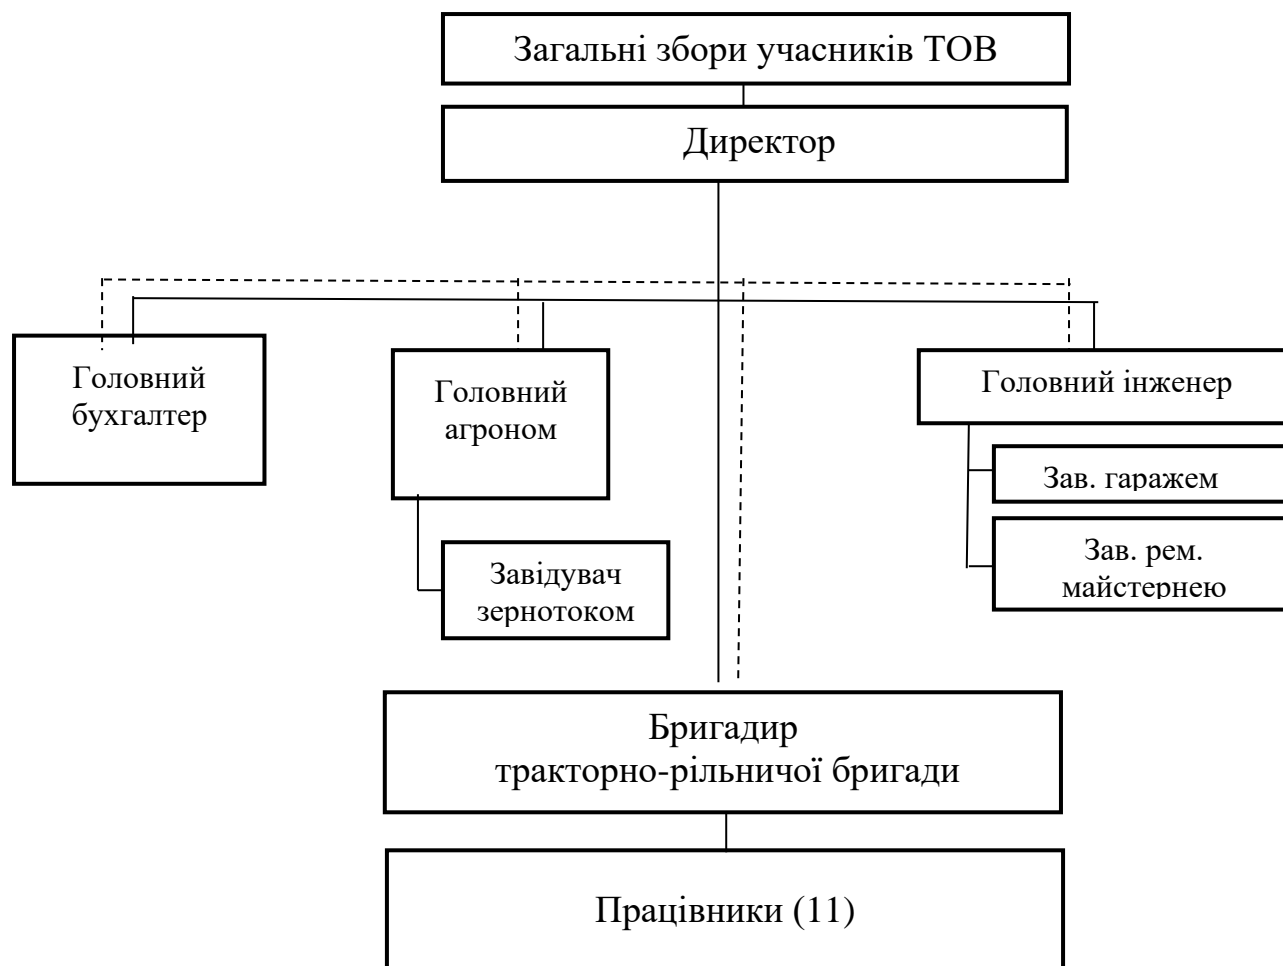 Загальні збори учасників ТОВ
Директор
Головний
бухгалтер
Головний
агроном
Головний інженер
Зав. гаражем
Зав. рем.
майстернею
Завідувач
зернотоком
Бригадир
тракторно-рільничої бригади
Працівники (11)